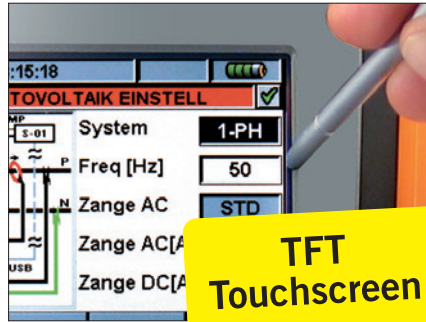 :15:18
TOVOLTAIK EINSTELL
MP
S-01
System 1-PH
P
Freq [Hz] 50
N
Zange AC STD
Zange AC[A
USB
Zange DC[A
TFT
Touchscreen